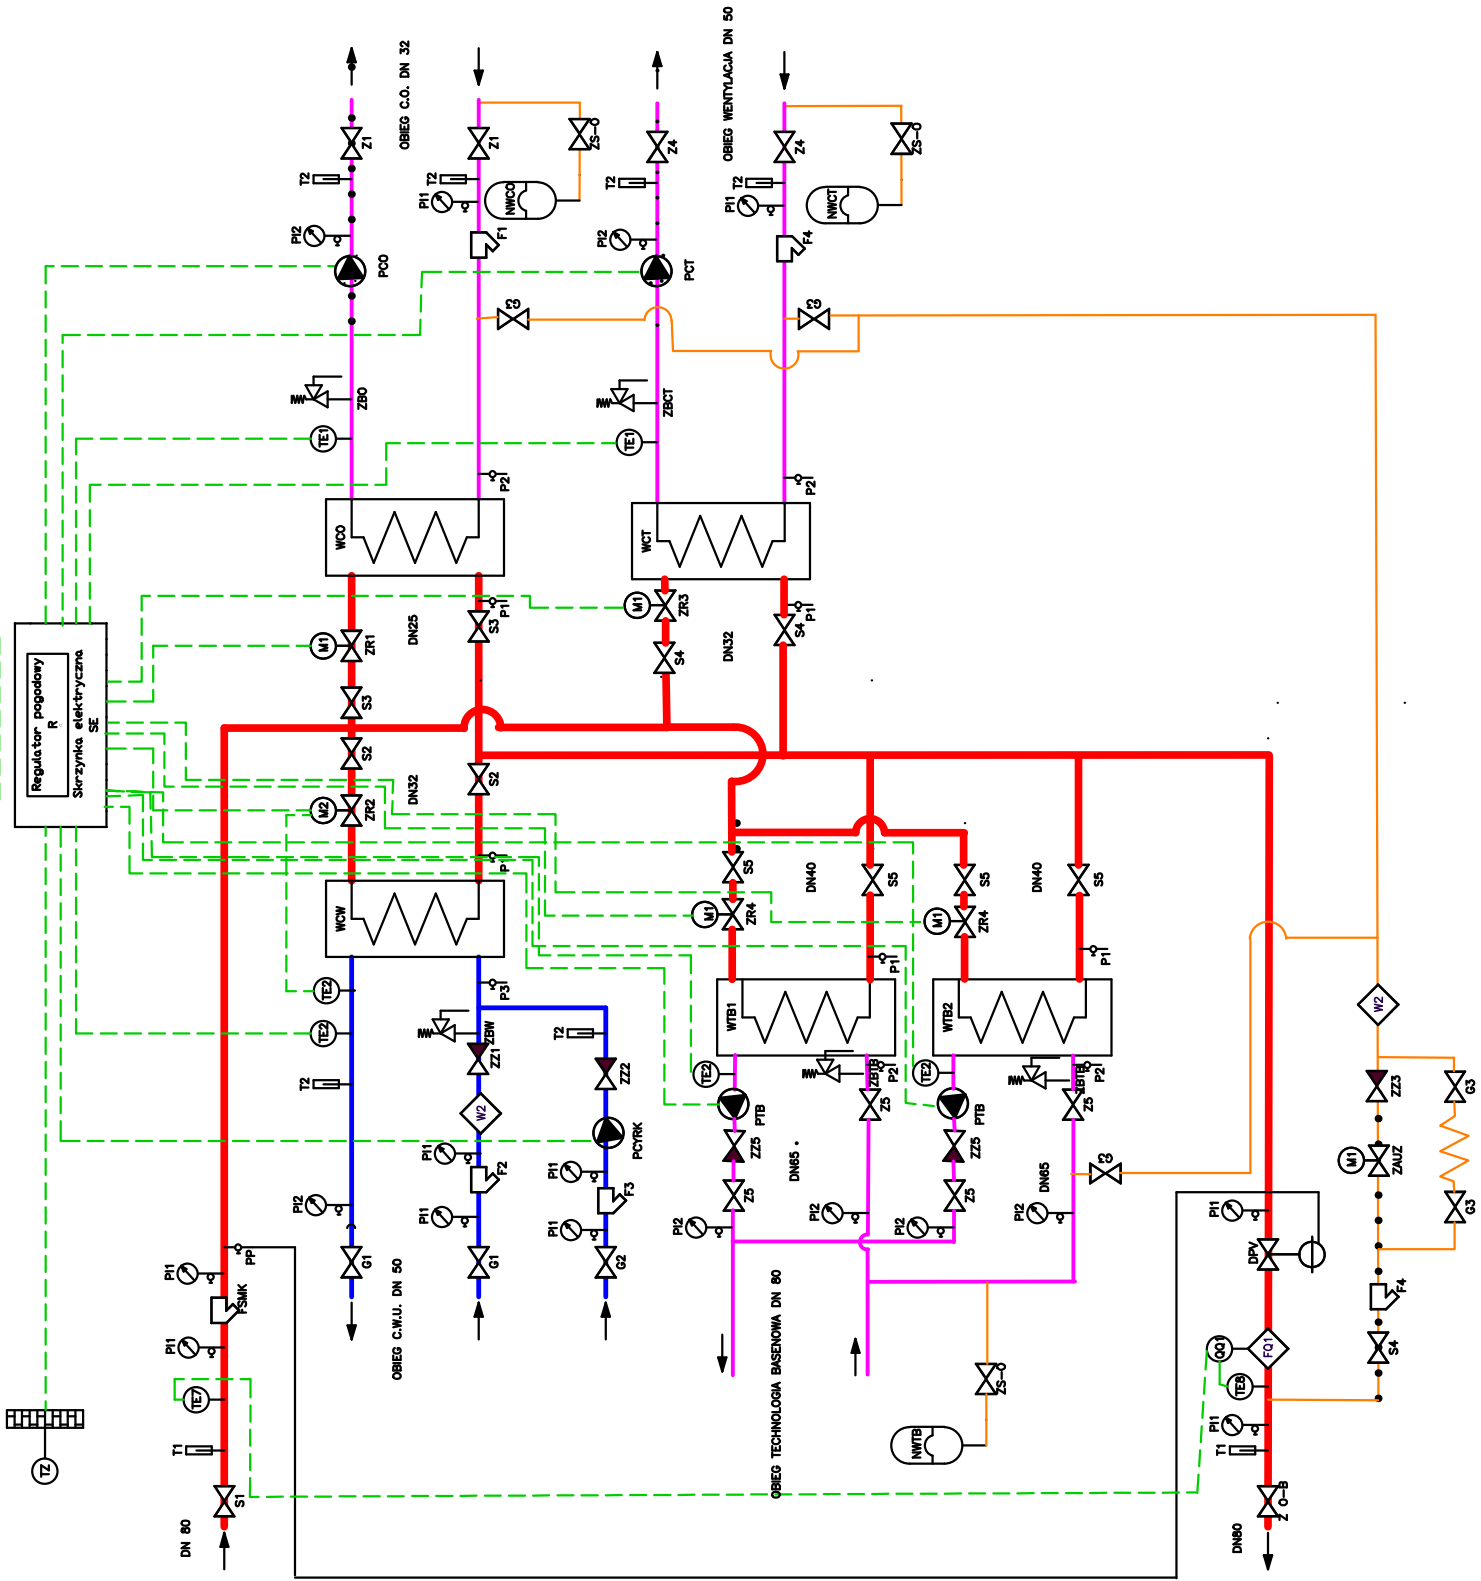 OBIEG C.O. DN 32
OBIEG WENTYLACJA DN 50
Z1
Z1
Z4
Z4
ZS-O
ZS-O
T2
T2
T2
T2
PI1
PI1
NWCO
NWCT
PI2
PI2
F1
F4
PCO
PCT
G3
G3
ZBO
ZBCT
TE1
TE1
P2
P2
WCO
WCT
M1
ZR1
DN25
P1
S3
M1
ZR3
P1
S4
DN32
S4
Regulator pogodowy
R
Skrzynka elektryczna
SE
S3
S2
S2
M2
ZR2
DN32
P1
WCW
S5
DN40
S5
S5
DN40
S5
M1
ZR4
M1
ZR4
P1
P1
WTB1
WTB2
TE2
TE2
P3
ZBW
ZZ1
T2
ZZ2
T2
W2
PCYRK
TE2
ZBTB
P2
TE2
ZBTB
P2
PTB
Z5
PTB
Z5
ZZ5
DN65
ZZ5
DN65
G3
Z5
Z5
W2
ZZ3
G3
M1
ZAUZ
G3
PI1
F2
PI1
F3
PI2
PI1
PI1
PI2
PI2
PI2
PI2
PI1
G1
G1
G2
PP
DPV
PI1
FSMK
PI1
F4
S4
OBIEG C.W.U. DN 50
OBIEG TECHNOLOGIA BASENOWA DN 80
QQ1
FQ1
TE7
TE8
ZS-O
NWTB
PI1
T1
T1
TZ
S1
Z O-B
DN 80
DN80